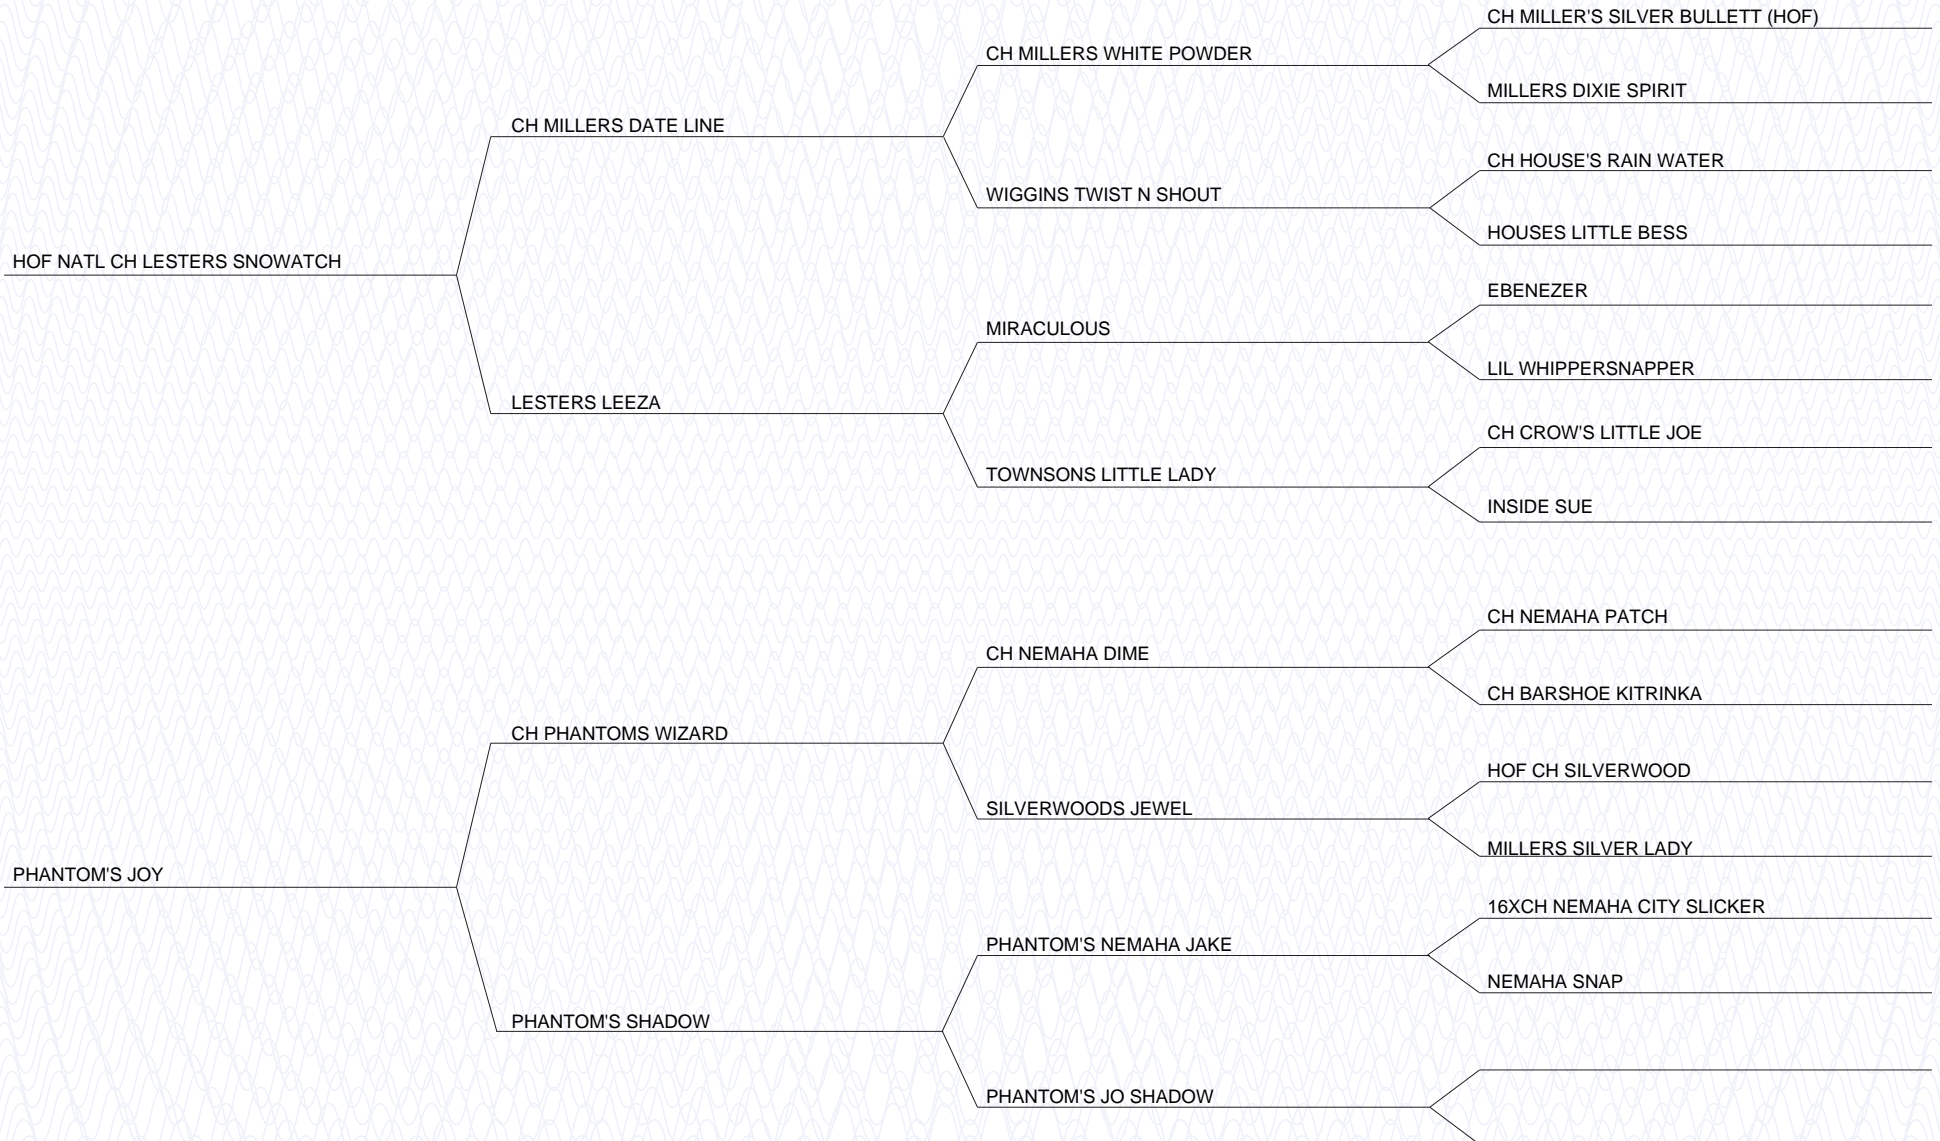 CH MILLER'S SILVER BULLETT (HOF)
CH MILLERS WHITE POWDER
MILLERS DIXIE SPIRIT
CH MILLERS DATE LINE
CH HOUSE'S RAIN WATER
WIGGINS TWIST N SHOUT
HOUSES LITTLE BESS
HOF NATL CH LESTERS SNOWATCH
EBENEZER
MIRACULOUS
LIL WHIPPERSNAPPER
LESTERS LEEZA
CH CROW'S LITTLE JOE
TOWNSONS LITTLE LADY
INSIDE SUE
CH NEMAHA PATCH
CH NEMAHA DIME
CH BARSHOE KITRINKA
CH PHANTOMS WIZARD
HOF CH SILVERWOOD
SILVERWOODS JEWEL
MILLERS SILVER LADY
PHANTOM'S JOY
16XCH NEMAHA CITY SLICKER
PHANTOM'S NEMAHA JAKE
NEMAHA SNAP
PHANTOM'S SHADOW
PHANTOM'S JO SHADOW